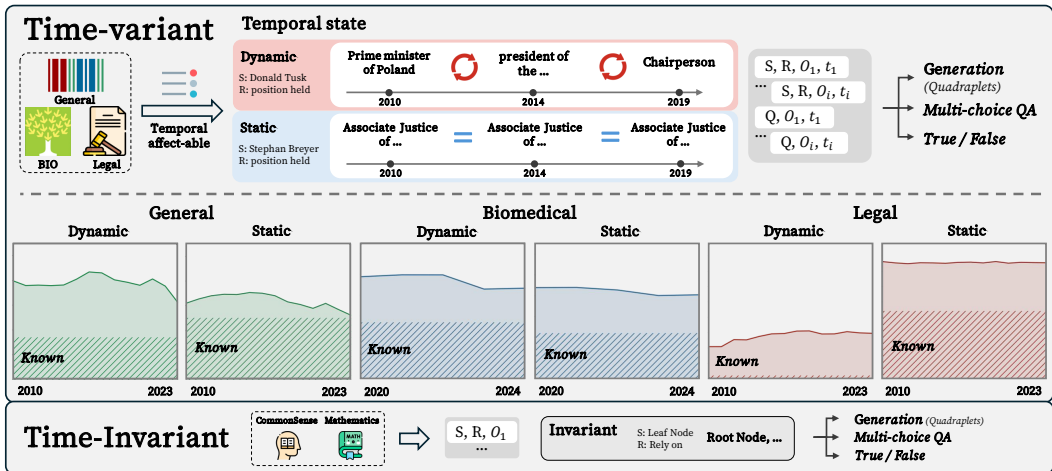 Time-variant
General
BIO
Legal
Temporal
affect-able
Temporal state
Dynamic
S: Donald Tusk
R: position held
Prime minister
of Poland
president of
the ...
Chairperson
2010
2014
2019
Static
S: Stephan Breyer
R: position held
Associate Justice
of ...
=
Associate Justice
of ...
=
Associate Justice
of ...
2010
2014
2019
S, R, O₁, t₁
... S, R, Oᵢ, tᵢ
Q, O₁, t₁
... Q, Oᵢ, tᵢ
Generation
(Quadraplets)
Multi-choice QA
True / False
General
Dynamic
Static
Known
2010
2023
Known
2010
2023
Biomedical
Dynamic
Static
Known
2020
2024
Known
2020
2024
Legal
Dynamic
Static
Known
2010
2023
Known
2010
2023
Time-Invariant
CommonSense
Mathematics
MATH
S, R, O₁
...
Invariant
S: Leaf Node
R: Rely on
Root Node, ...
Generation (Quadraplets)
Multi-choice QA
True / False